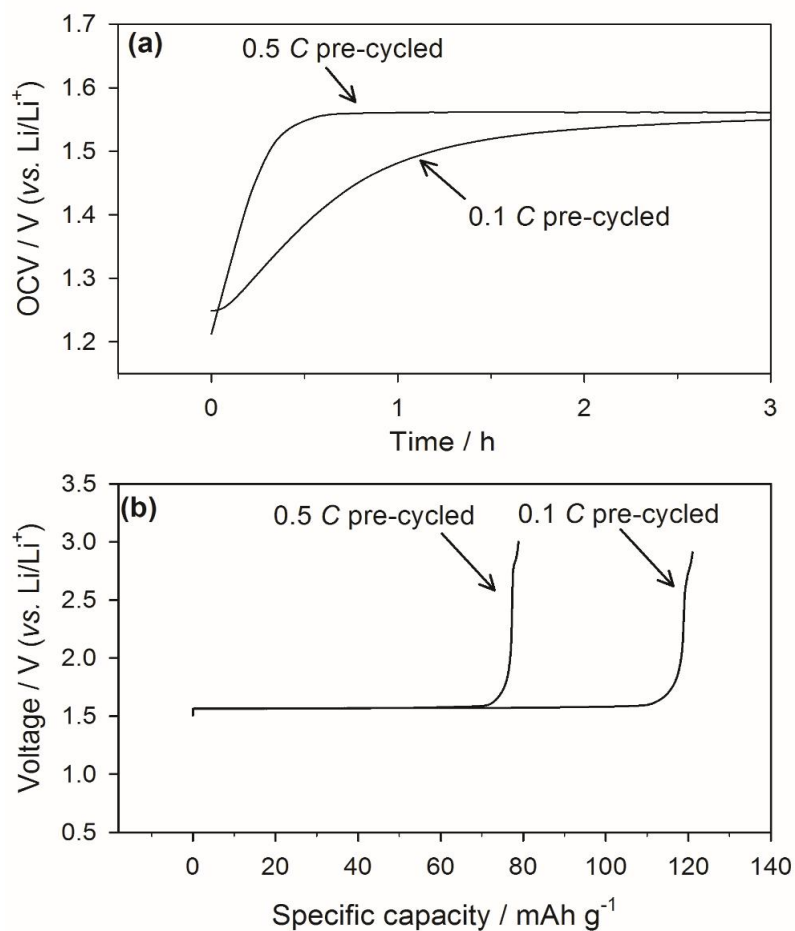 (a)
0.5 C pre-cycled
0.1 C pre-cycled
OCV / V (vs. Li/Li⁺)
1.7
1.6
1.5
1.4
1.3
1.2
0 1 2 3
Time / h
(b)
0.5 C pre-cycled 0.1 C pre-cycled
Voltage / V (vs. Li/Li⁺)
3.5
3.0
2.5
2.0
1.5
1.0
0.5
0 20 40 60 80 100 120 140
Specific capacity / mAh g⁻¹